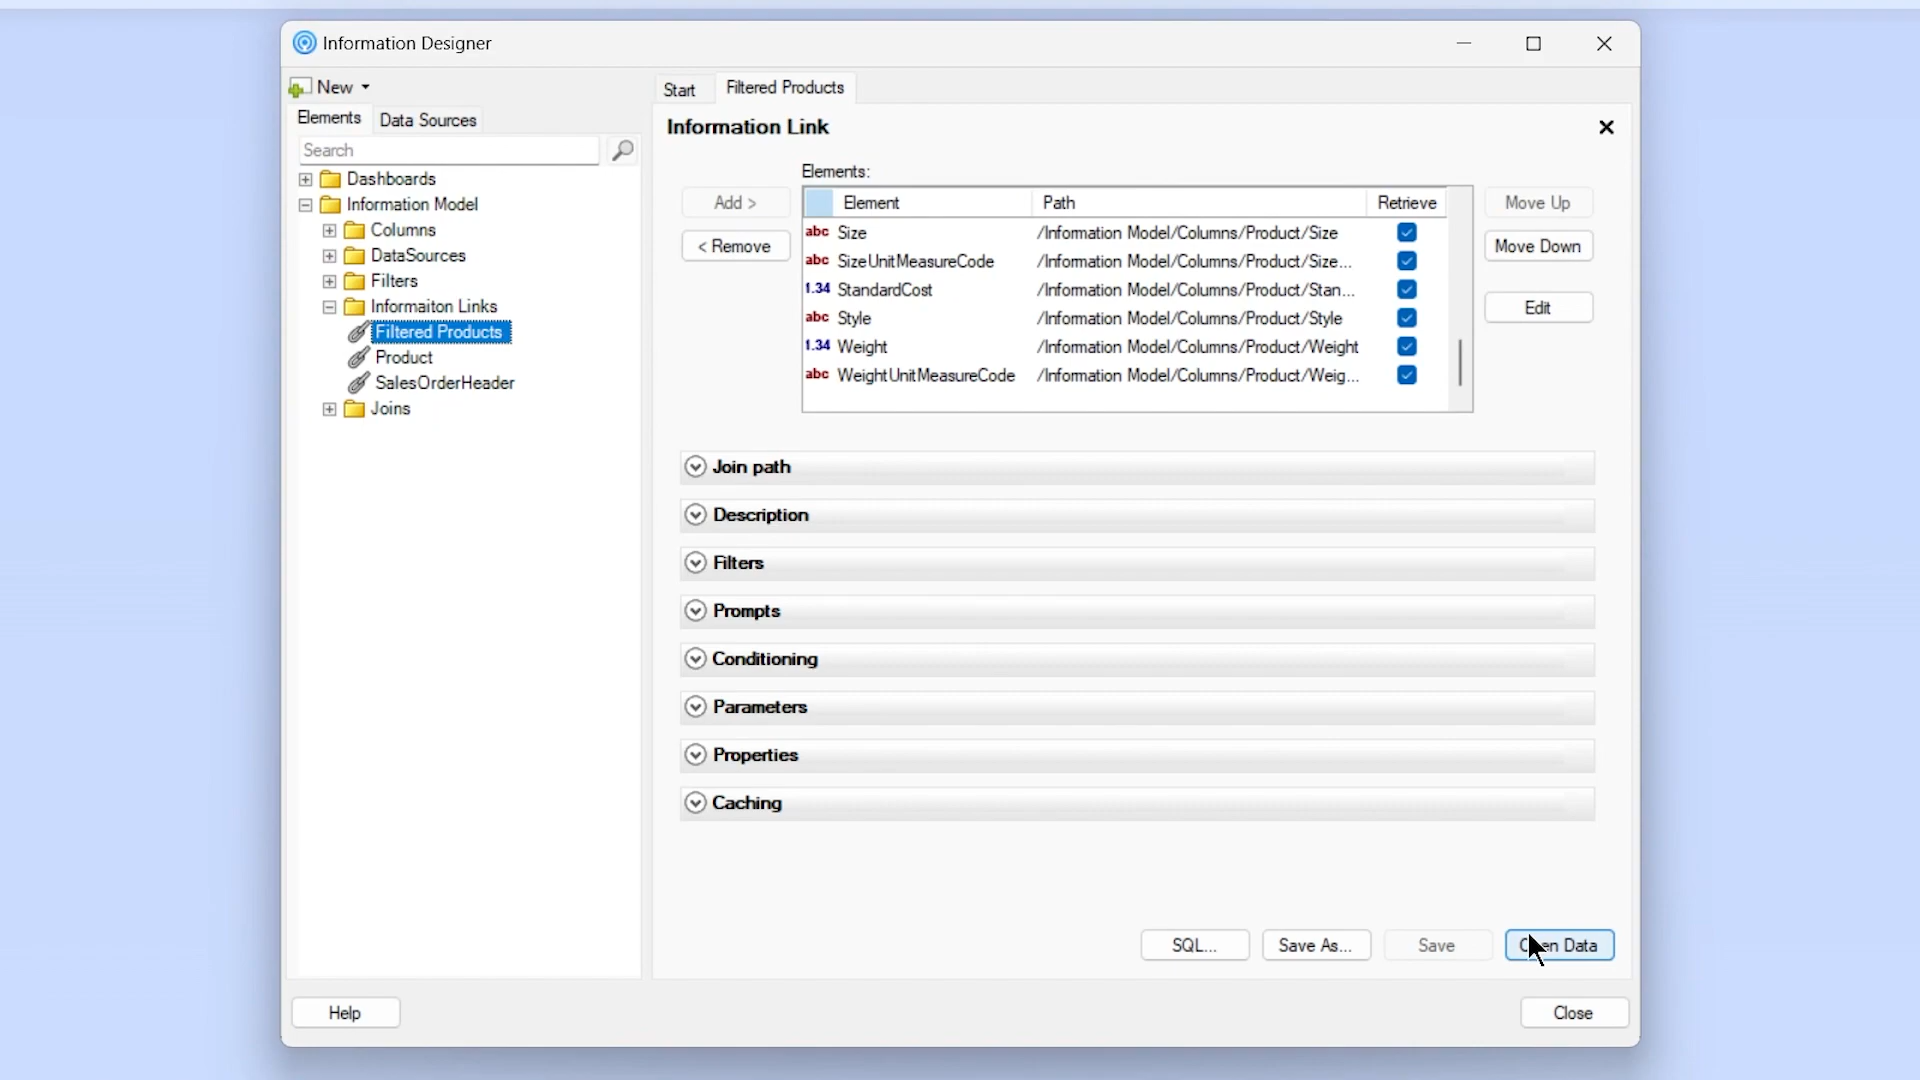 Information Designer
New
Elements
Data Sources
Search
Dashboards
Information Model
Columns
DataSources
Filters
Informaiton Links
Filtered Products
Product
SalesOrderHeader
Joins
Start
Filtered Products
Information Link
Elements:
Add >
< Remove
Element Path Retrieve
abc Size /Information Model/Columns/Product/Size
abc SizeUnitMeasureCode /Information Model/Columns/Product/Size...
1.34 StandardCost /Information Model/Columns/Product/Stan...
abc Style /Information Model/Columns/Product/Style
1.34 Weight /Information Model/Columns/Product/Weight
abc WeightUnitMeasureCode /Information Model/Columns/Product/Weig...
Move Up
Move Down
Edit
Join path
Description
Filters
Prompts
Conditioning
Parameters
Properties
Caching
SQL...
Save As...
Save
Open Data
Help
Close